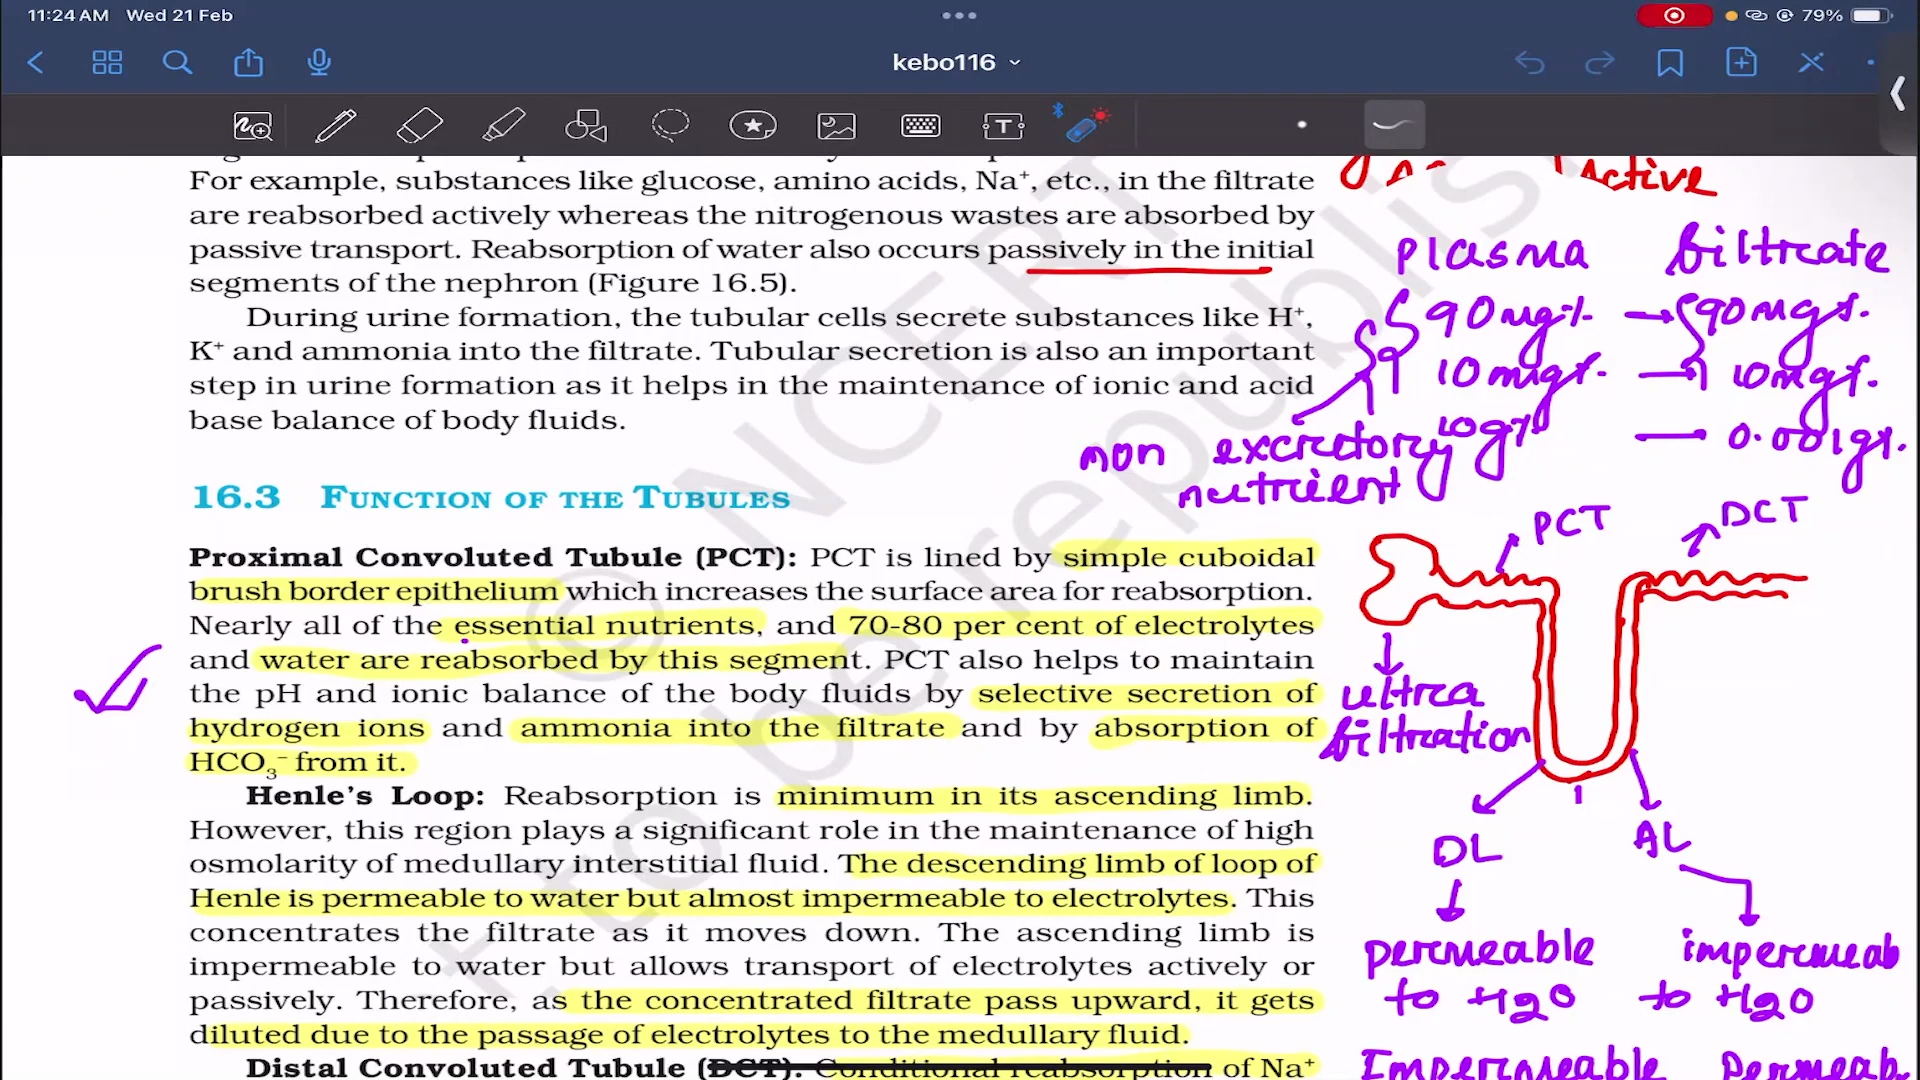 11:24 AM Wed 21 Feb
79%
kebo116
For example, substances like glucose, amino acids, Na⁺, etc., in the filtrate
are reabsorbed actively whereas the nitrogenous wastes are absorbed by
passive transport. Reabsorption of water also occurs passively in the initial
segments of the nephron (Figure 16.5).
During urine formation, the tubular cells secrete substances like H⁺,
K⁺ and ammonia into the filtrate. Tubular secretion is also an important
step in urine formation as it helps in the maintenance of ionic and acid
base balance of body fluids.
16.3 FUNCTION OF THE TUBULES
Proximal Convoluted Tubule (PCT): PCT is lined by simple cuboidal
brush border epithelium which increases the surface area for reabsorption.
Nearly all of the essential nutrients, and 70-80 per cent of electrolytes
and water are reabsorbed by this segment. PCT also helps to maintain
the pH and ionic balance of the body fluids by selective secretion of
hydrogen ions and ammonia into the filtrate and by absorption of
HCO₃⁻ from it.
Henle's Loop: Reabsorption is minimum in its ascending limb.
However, this region plays a significant role in the maintenance of high
osmolarity of medullary interstitial fluid. The descending limb of loop of
Henle is permeable to water but almost impermeable to electrolytes. This
concentrates the filtrate as it moves down. The ascending limb is
impermeable to water but allows transport of electrolytes actively or
passively. Therefore, as the concentrated filtrate pass upward, it gets
diluted due to the passage of electrolytes to the medullary fluid.
Distal Convoluted Tubule (DCT): Conditional reabsorption of Na⁺
© NCERT
to be republis
Active
Plasma filtrate
90mg% → 90mg%
10mg% → 10mg%
10g% — 0.001g%
non excretory
nutrient
PCT
DCT
ultra
filtration
DL
AL
permeable
to H2O
impermeab
to H2O
Impermeable
Permeab